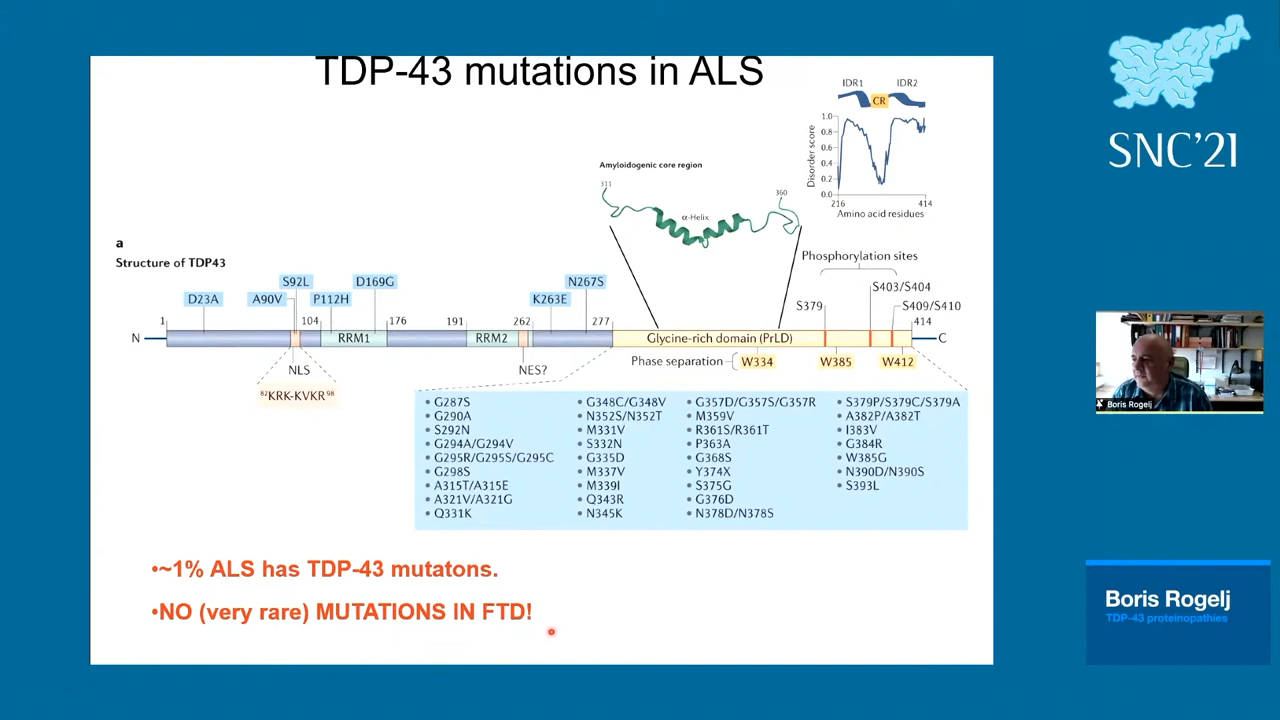 TDP-43 mutations in ALS
SNC'21
IDR1
CR
IDR2
Disorder score
1.0
0.8
0.6
0.4
0.2
0.0
216
414
Amino acid residues
Amyloidogenic core region
311
360
α-Helix
a
Structure of TDP43
Phosphorylation sites
S92L
D169G
N267S
D23A
A90V
P112H
K263E
S379
S403/S404
S409/S410
1
104
176
191
262
277
414
N
RRM1
RRM2
Glycine-rich domain (PrLD)
C
NLS
NES?
Phase separation
W334
W385
W412
82KRK-KVKR98
• G287S
• G290A
• S292N
• G294A/G294V
• G295R/G295S/G295C
• G298S
• A315T/A315E
• A321V/A321G
• Q331K
• G348C/G348V
• N352S/N352T
• M331V
• S332N
• G335D
• M337V
• M339I
• Q343R
• N345K
• G357D/G357S/G357R
• M359V
• R361S/R361T
• P363A
• G368S
• Y374X
• S375G
• G376D
• N378D/N378S
• S379P/S379C/S379A
• A382P/A382T
• I383V
• G384R
• W385G
• N390D/N390S
• S393L
•~1% ALS has TDP-43 mutatons.
•NO (very rare) MUTATIONS IN FTD!
Boris Rogelj
Boris Rogelj
TDP-43 proteinopathies